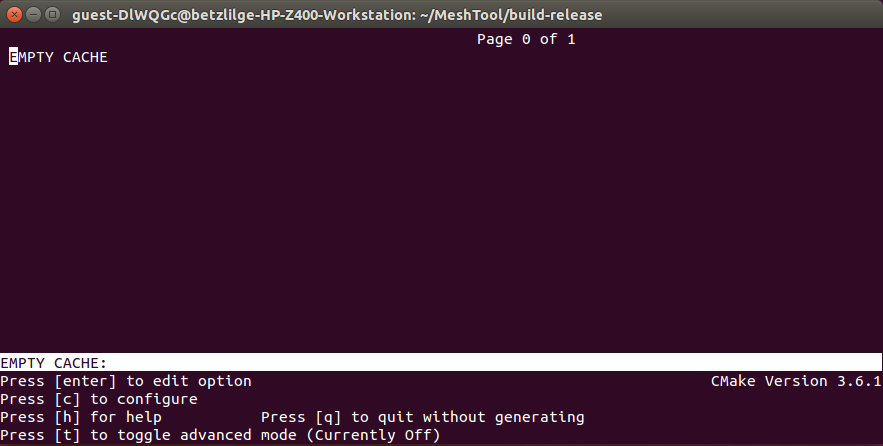 guest-DlWQGc@betzlilge-HP-Z400-Workstation: ~/MeshTool/build-release
Page 0 of 1
EMPTY CACHE
EMPTY CACHE:
Press [enter] to edit option CMake Version 3.6.1
Press [c] to configure
Press [h] for help Press [q] to quit without generating
Press [t] to toggle advanced mode (Currently Off)